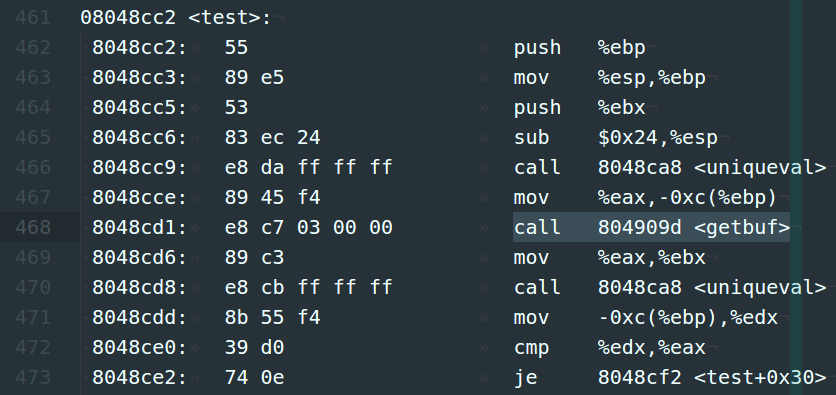 461 08048cc2 <test>:
462 8048cc2: 55 push %ebp
463 8048cc3: 89 e5 mov %esp,%ebp
464 8048cc5: 53 push %ebx
465 8048cc6: 83 ec 24 sub $0x24,%esp
466 8048cc9: e8 da ff ff ff call 8048ca8 <uniqueval>
467 8048cce: 89 45 f4 mov %eax,-0xc(%ebp)
468 8048cd1: e8 c7 03 00 00 call 804909d <getbuf>
469 8048cd6: 89 c3 mov %eax,%ebx
470 8048cd8: e8 cb ff ff ff call 8048ca8 <uniqueval>
471 8048cdd: 8b 55 f4 mov -0xc(%ebp),%edx
472 8048ce0: 39 d0 cmp %edx,%eax
473 8048ce2: 74 0e je 8048cf2 <test+0x30>